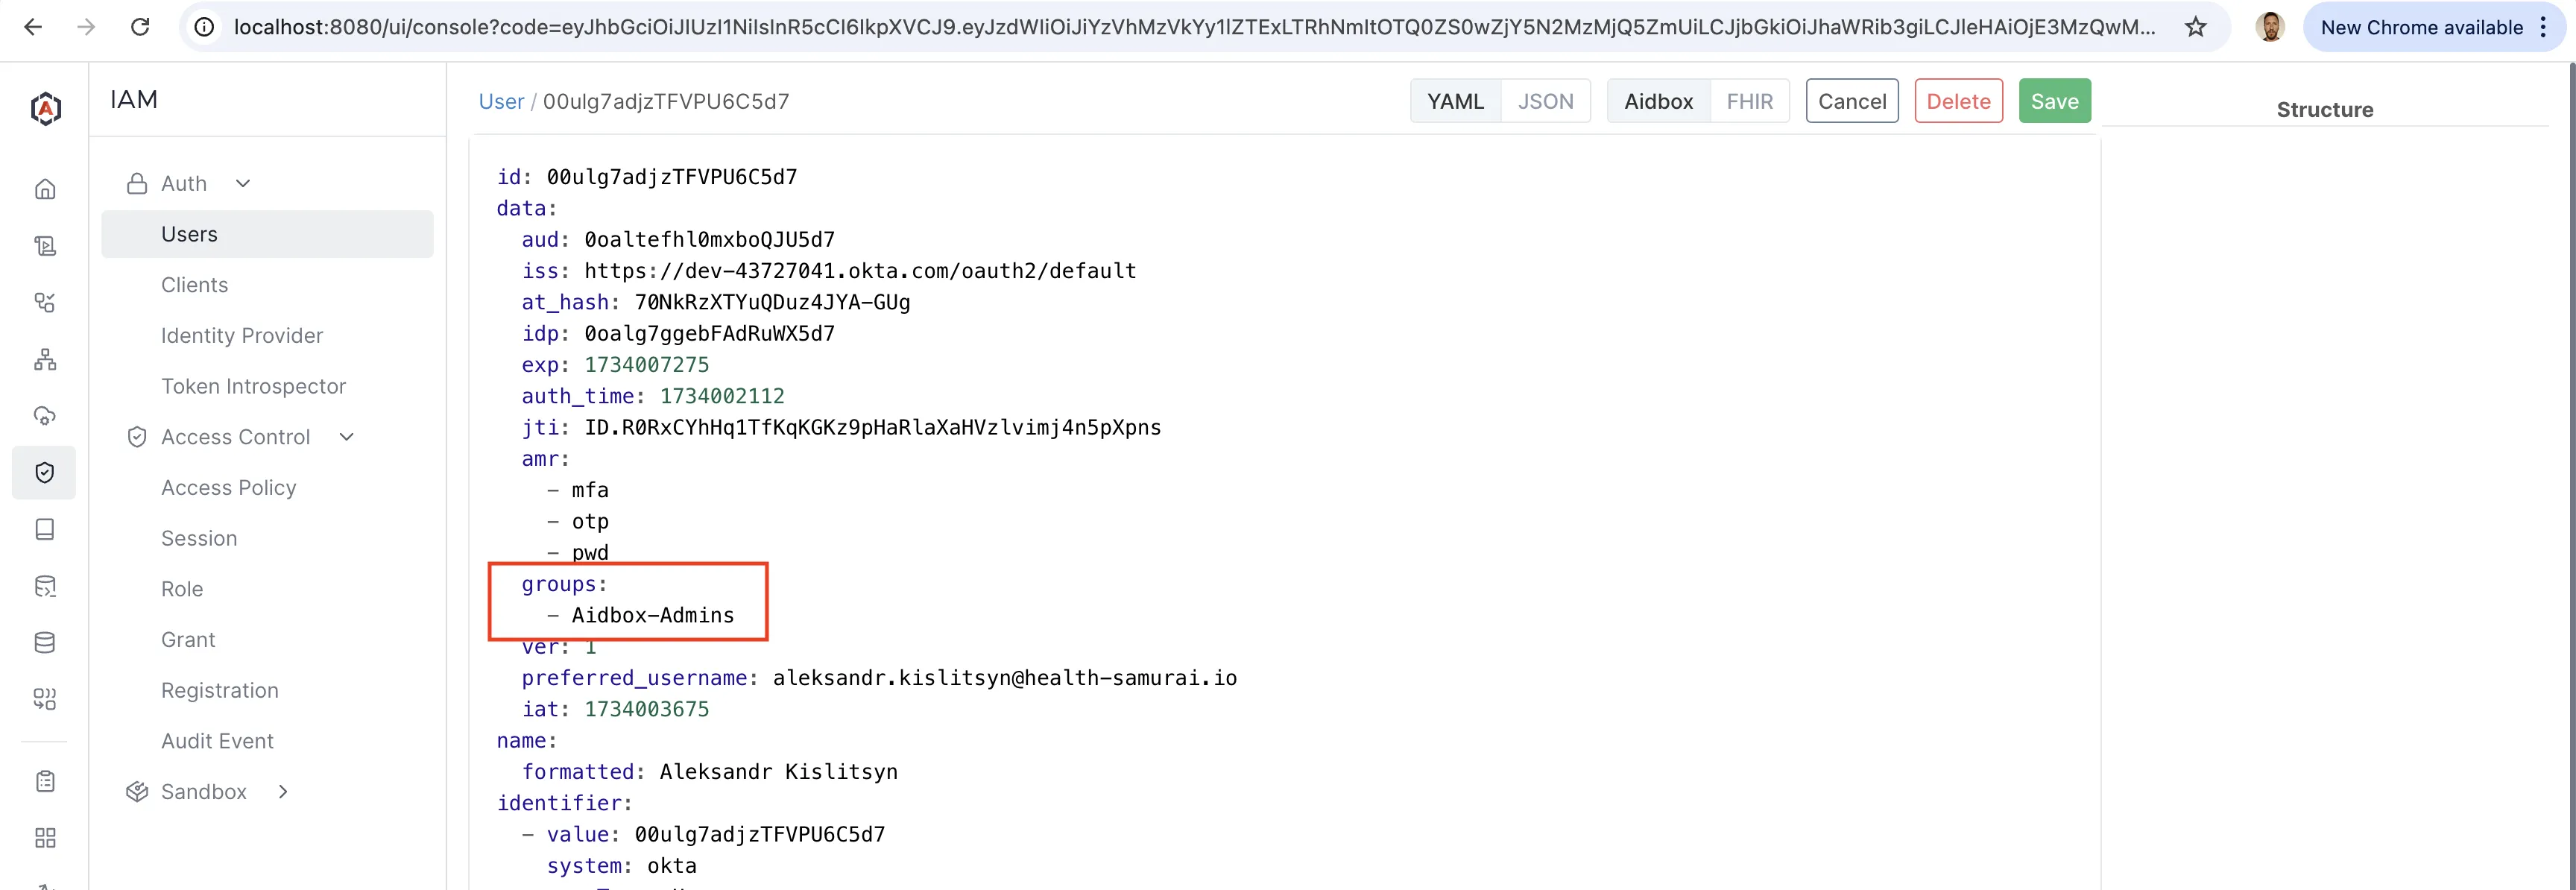 localhost:8080/ui/console?code=eyJhbGciOiJIUzI1NiIsInR5cCI6IkpXVCJ9.eyJzdWIiOiJiYzVhMzVkYy1lZTExLTRhNmItOTQ0ZS0wZjY5N2MzMjQ5ZmUiLCJjbGkiOiJhaWRib3giLCJleHAiOjE3MzQwM...
New Chrome available
IAM
User / 00ulg7adjzTFVPU6C5d7
YAML
JSON
Aidbox
FHIR
Cancel
Delete
Save
Structure
Auth
Users
Clients
Identity Provider
Token Introspector
Access Control
Access Policy
Session
Role
Grant
Registration
Audit Event
Sandbox
id: 00ulg7adjzTFVPU6C5d7
data:
aud: 0oaltefhl0mxboQJU5d7
iss: https://dev-43727041.okta.com/oauth2/default
at_hash: 70NkRzXTYuQDuz4JYA-GUg
idp: 0oalg7ggebFAdRuWX5d7
exp: 1734007275
auth_time: 1734002112
jti: ID.R0RxCYhHq1TfKqKGKz9pHaRlaXaHVzlvimj4n5pXpns
amr:
- mfa
- otp
- pwd
groups:
- Aidbox-Admins
ver: 1
preferred_username: aleksandr.kislitsyn@health-samurai.io
iat: 1734003675
name:
formatted: Aleksandr Kislitsyn
identifier:
- value: 00ulg7adjzTFVPU6C5d7
system: okta